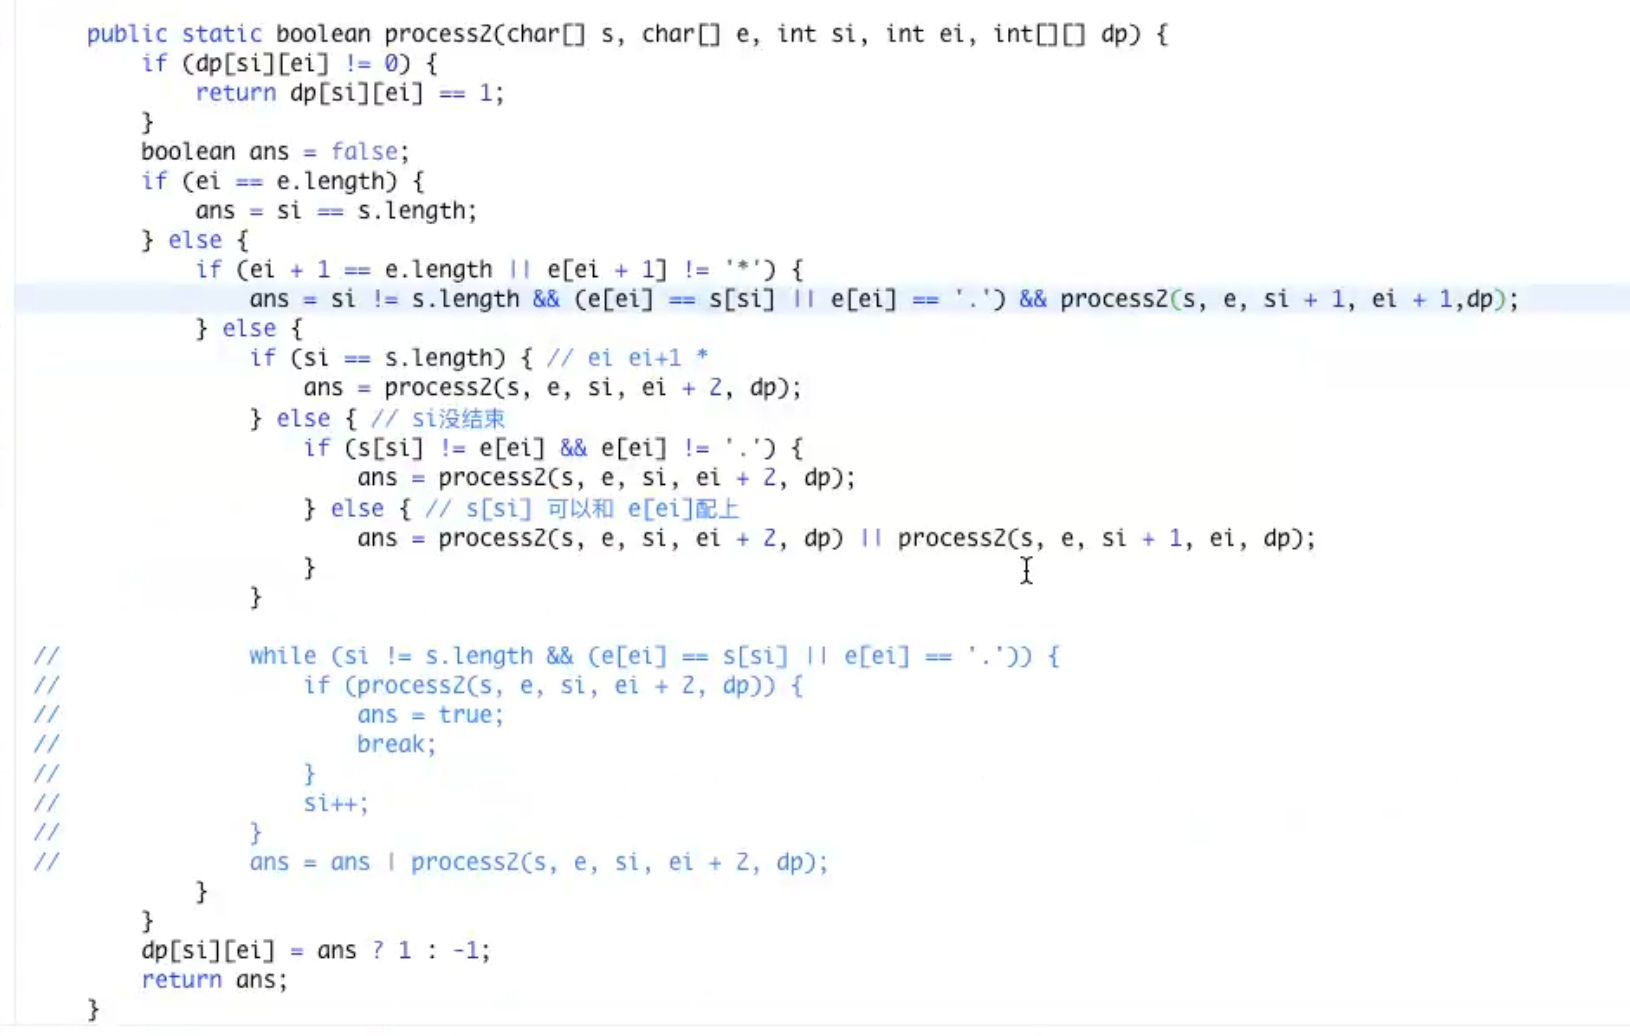 public static boolean process2(char[] s, char[] e, int si, int ei, int[][] dp) {
if (dp[si][ei] != 0) {
return dp[si][ei] == 1;
}
boolean ans = false;
if (ei == e.length) {
ans = si == s.length;
} else {
if (ei + 1 == e.length || e[ei + 1] != '*') {
ans = si != s.length && (e[ei] == s[si] || e[ei] == '.') && process2(s, e, si + 1, ei + 1,dp);
} else {
if (si == s.length) { // ei ei+1 *
ans = process2(s, e, si, ei + 2, dp);
} else { // si没结束
if (s[si] != e[ei] && e[ei] != '.') {
ans = process2(s, e, si, ei + 2, dp);
} else { // s[si] 可以和 e[ei]配上
ans = process2(s, e, si, ei + 2, dp) || process2(s, e, si + 1, ei, dp);
}
}
// while (si != s.length && (e[ei] == s[si] || e[ei] == '.')) {
// if (process2(s, e, si, ei + 2, dp)) {
// ans = true;
// break;
// }
// si++;
// }
// ans = ans | process2(s, e, si, ei + 2, dp);
}
}
dp[si][ei] = ans ? 1 : -1;
return ans;
}